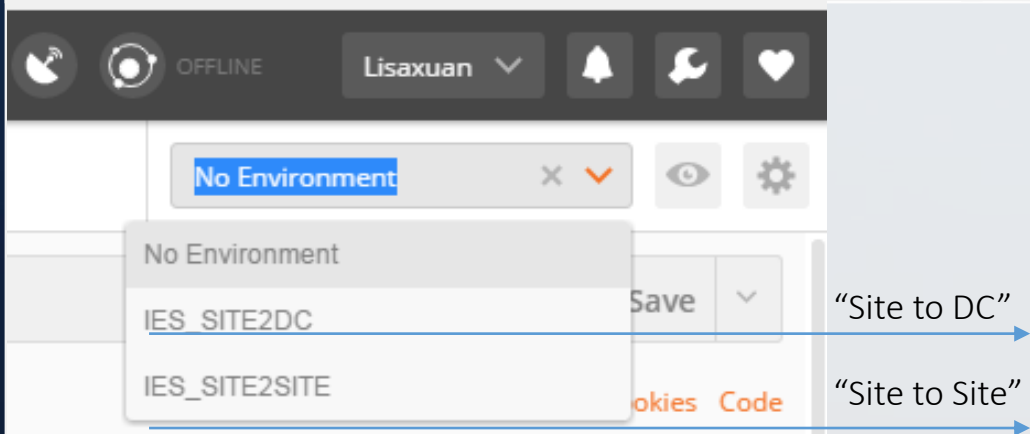 OFFLINE
Lisaxuan
No Environment
No Environment
Save
IES_SITE2DC
“Site to DC”
IES_SITE2SITE
okies Code
“Site to Site”